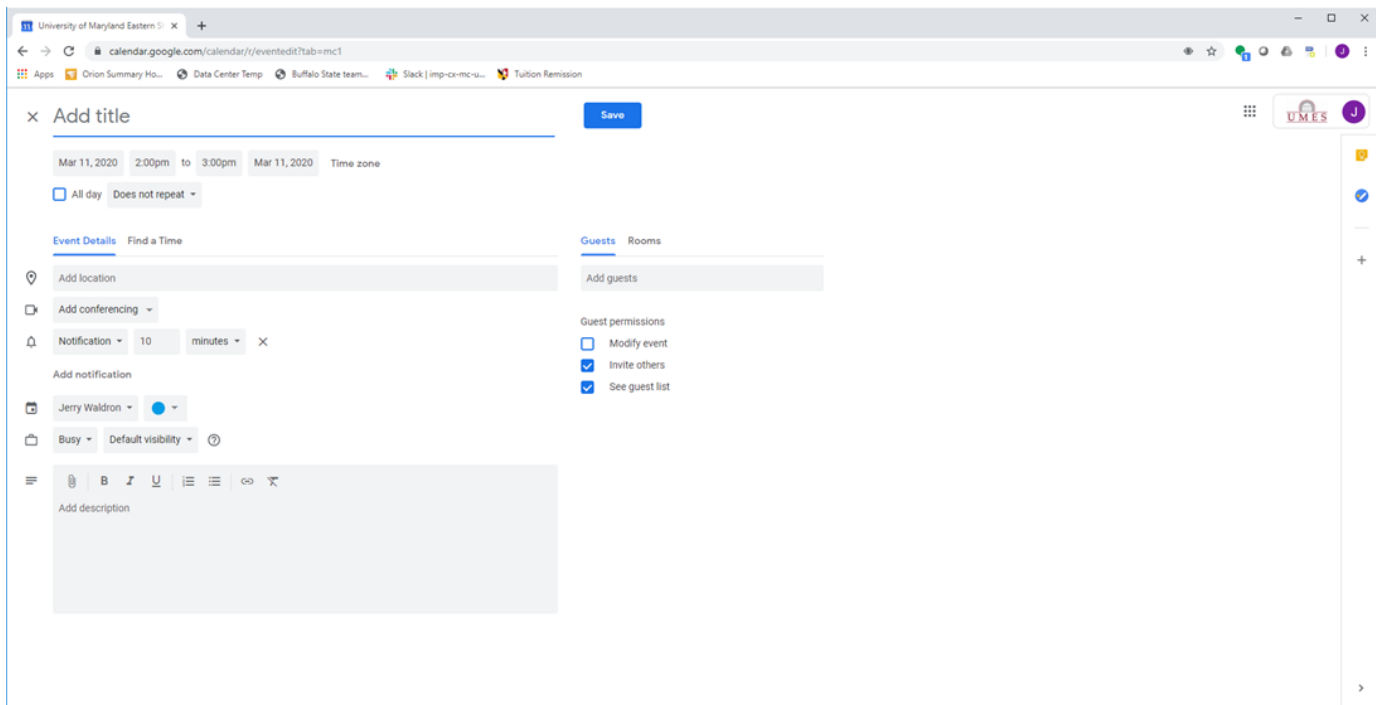 University of Maryland Eastern S
calendar.google.com/calendar/r/eventedit?tab=mc1
Apps Orion Summary Ho... Data Center Temp Buffalo State team... Slack | imp-cx-mc-u... Tuition Remission
Add title
Save
UMES
J
Mar 11, 2020 2:00pm to 3:00pm Mar 11, 2020 Time zone
All day Does not repeat
Event Details Find a Time
Guests Rooms
Add location
Add guests
Add conferencing
Guest permissions
Notification 10 minutes
Modify event
Invite others
Add notification
See guest list
Jerry Waldron
Busy Default visibility
B I U
Add description